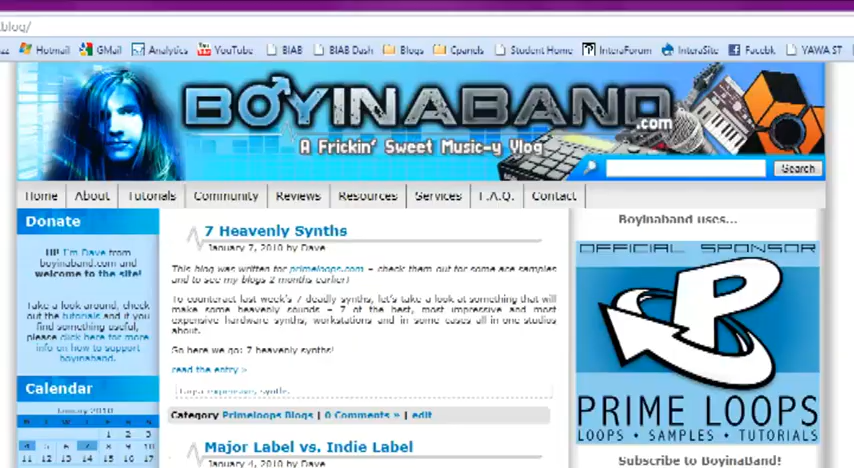 blog/
Hotmail GMail Analytics YouTube BIAB BIAB Dash Blogs Cpanels Student Home InteraForum InteraSite Facebk YAWA ST
BOYINABAND.com
A Frickin' Sweet Music-y Vlog
Search
Home About Tutorials Community Reviews Resources Services F.A.Q. Contact
Donate
Hi! I'm Dave from
boyinaband.com and
welcome to the site!
Take a look around, check
out the tutorials and if you
find something useful,
please click here for more
info on how to support
boyinaband.
Calendar
January 2010
1 2 3
4 5 6 7 8 9 10
11 12 13 14 15 16 17
7 Heavenly Synths
January 7, 2010 by Dave
This blog was written for primeloops.com – check them out for some ace samples
and to see my blogs 2 months earlier!
To counteract last week's 7 deadly synths, let's take a look at something that will
make some heavenly sounds – 7 of the best, most impressive and most
expensive hardware synths, workstations and in some cases all-in-one studios
about.
Go here we go: 7 heavenly synths!
read the entry >
Tags: expensive, synths
Category Primeloops Blogs | 0 Comments » | edit
Major Label vs. Indie Label
January 4, 2010 by Dave
Boyinaband uses...
OFFICIAL SPONSOR
P
PRIME LOOPS
LOOPS • SAMPLES • TUTORIALS
Subscribe to BoyinaBand!